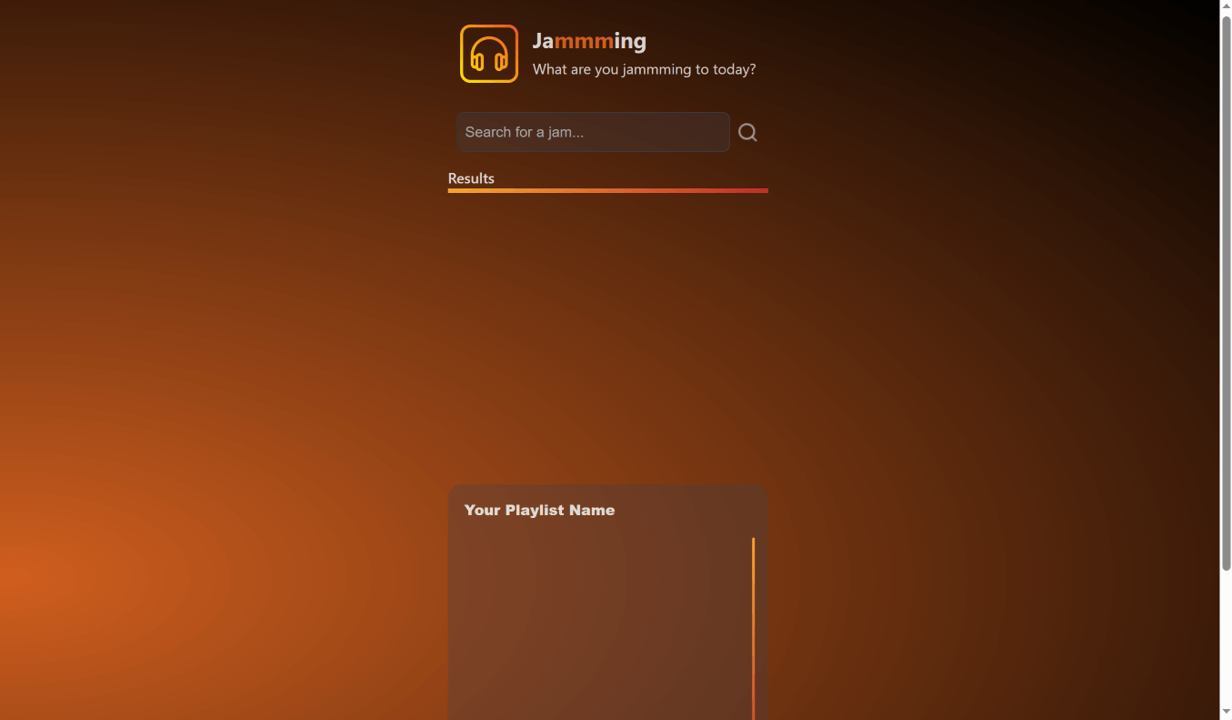 Jammming
What are you jammming to today?
Search for a jam...
Results
Your Playlist Name